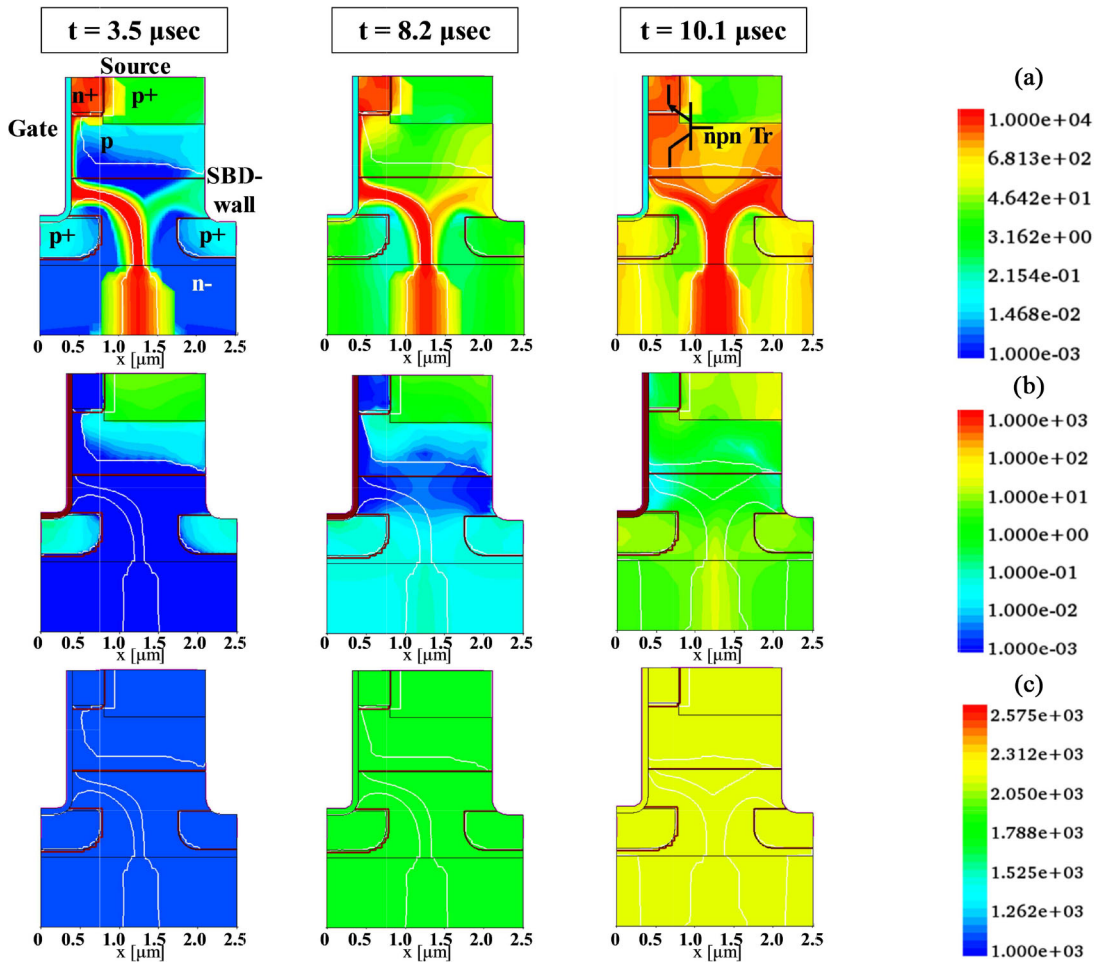 t = 3.5 μsec
t = 8.2 μsec
t = 10.1 μsec
Source
n+
p+
Gate
p
SBD-
wall
p+
p+
n-
npn Tr
(a)
1.000e+04
6.813e+02
4.642e+01
3.162e+00
2.154e-01
1.468e-02
1.000e-03
0 0.5 1.0 1.5 2.0 2.5
x [μm]
0 0.5 1.0 1.5 2.0 2.5
x [μm]
0 0.5 1.0 1.5 2.0 2.5
x [μm]
(b)
1.000e+03
1.000e+02
1.000e+01
1.000e+00
1.000e-01
1.000e-02
1.000e-03
0 0.5 1.0 1.5 2.0 2.5
x [μm]
0 0.5 1.0 1.5 2.0 2.5
x [μm]
0 0.5 1.0 1.5 2.0 2.5
x [μm]
(c)
2.575e+03
2.312e+03
2.050e+03
1.788e+03
1.525e+03
1.262e+03
1.000e+03
0 0.5 1.0 1.5 2.0 2.5
x [μm]
0 0.5 1.0 1.5 2.0 2.5
x [μm]
0 0.5 1.0 1.5 2.0 2.5
x [μm]